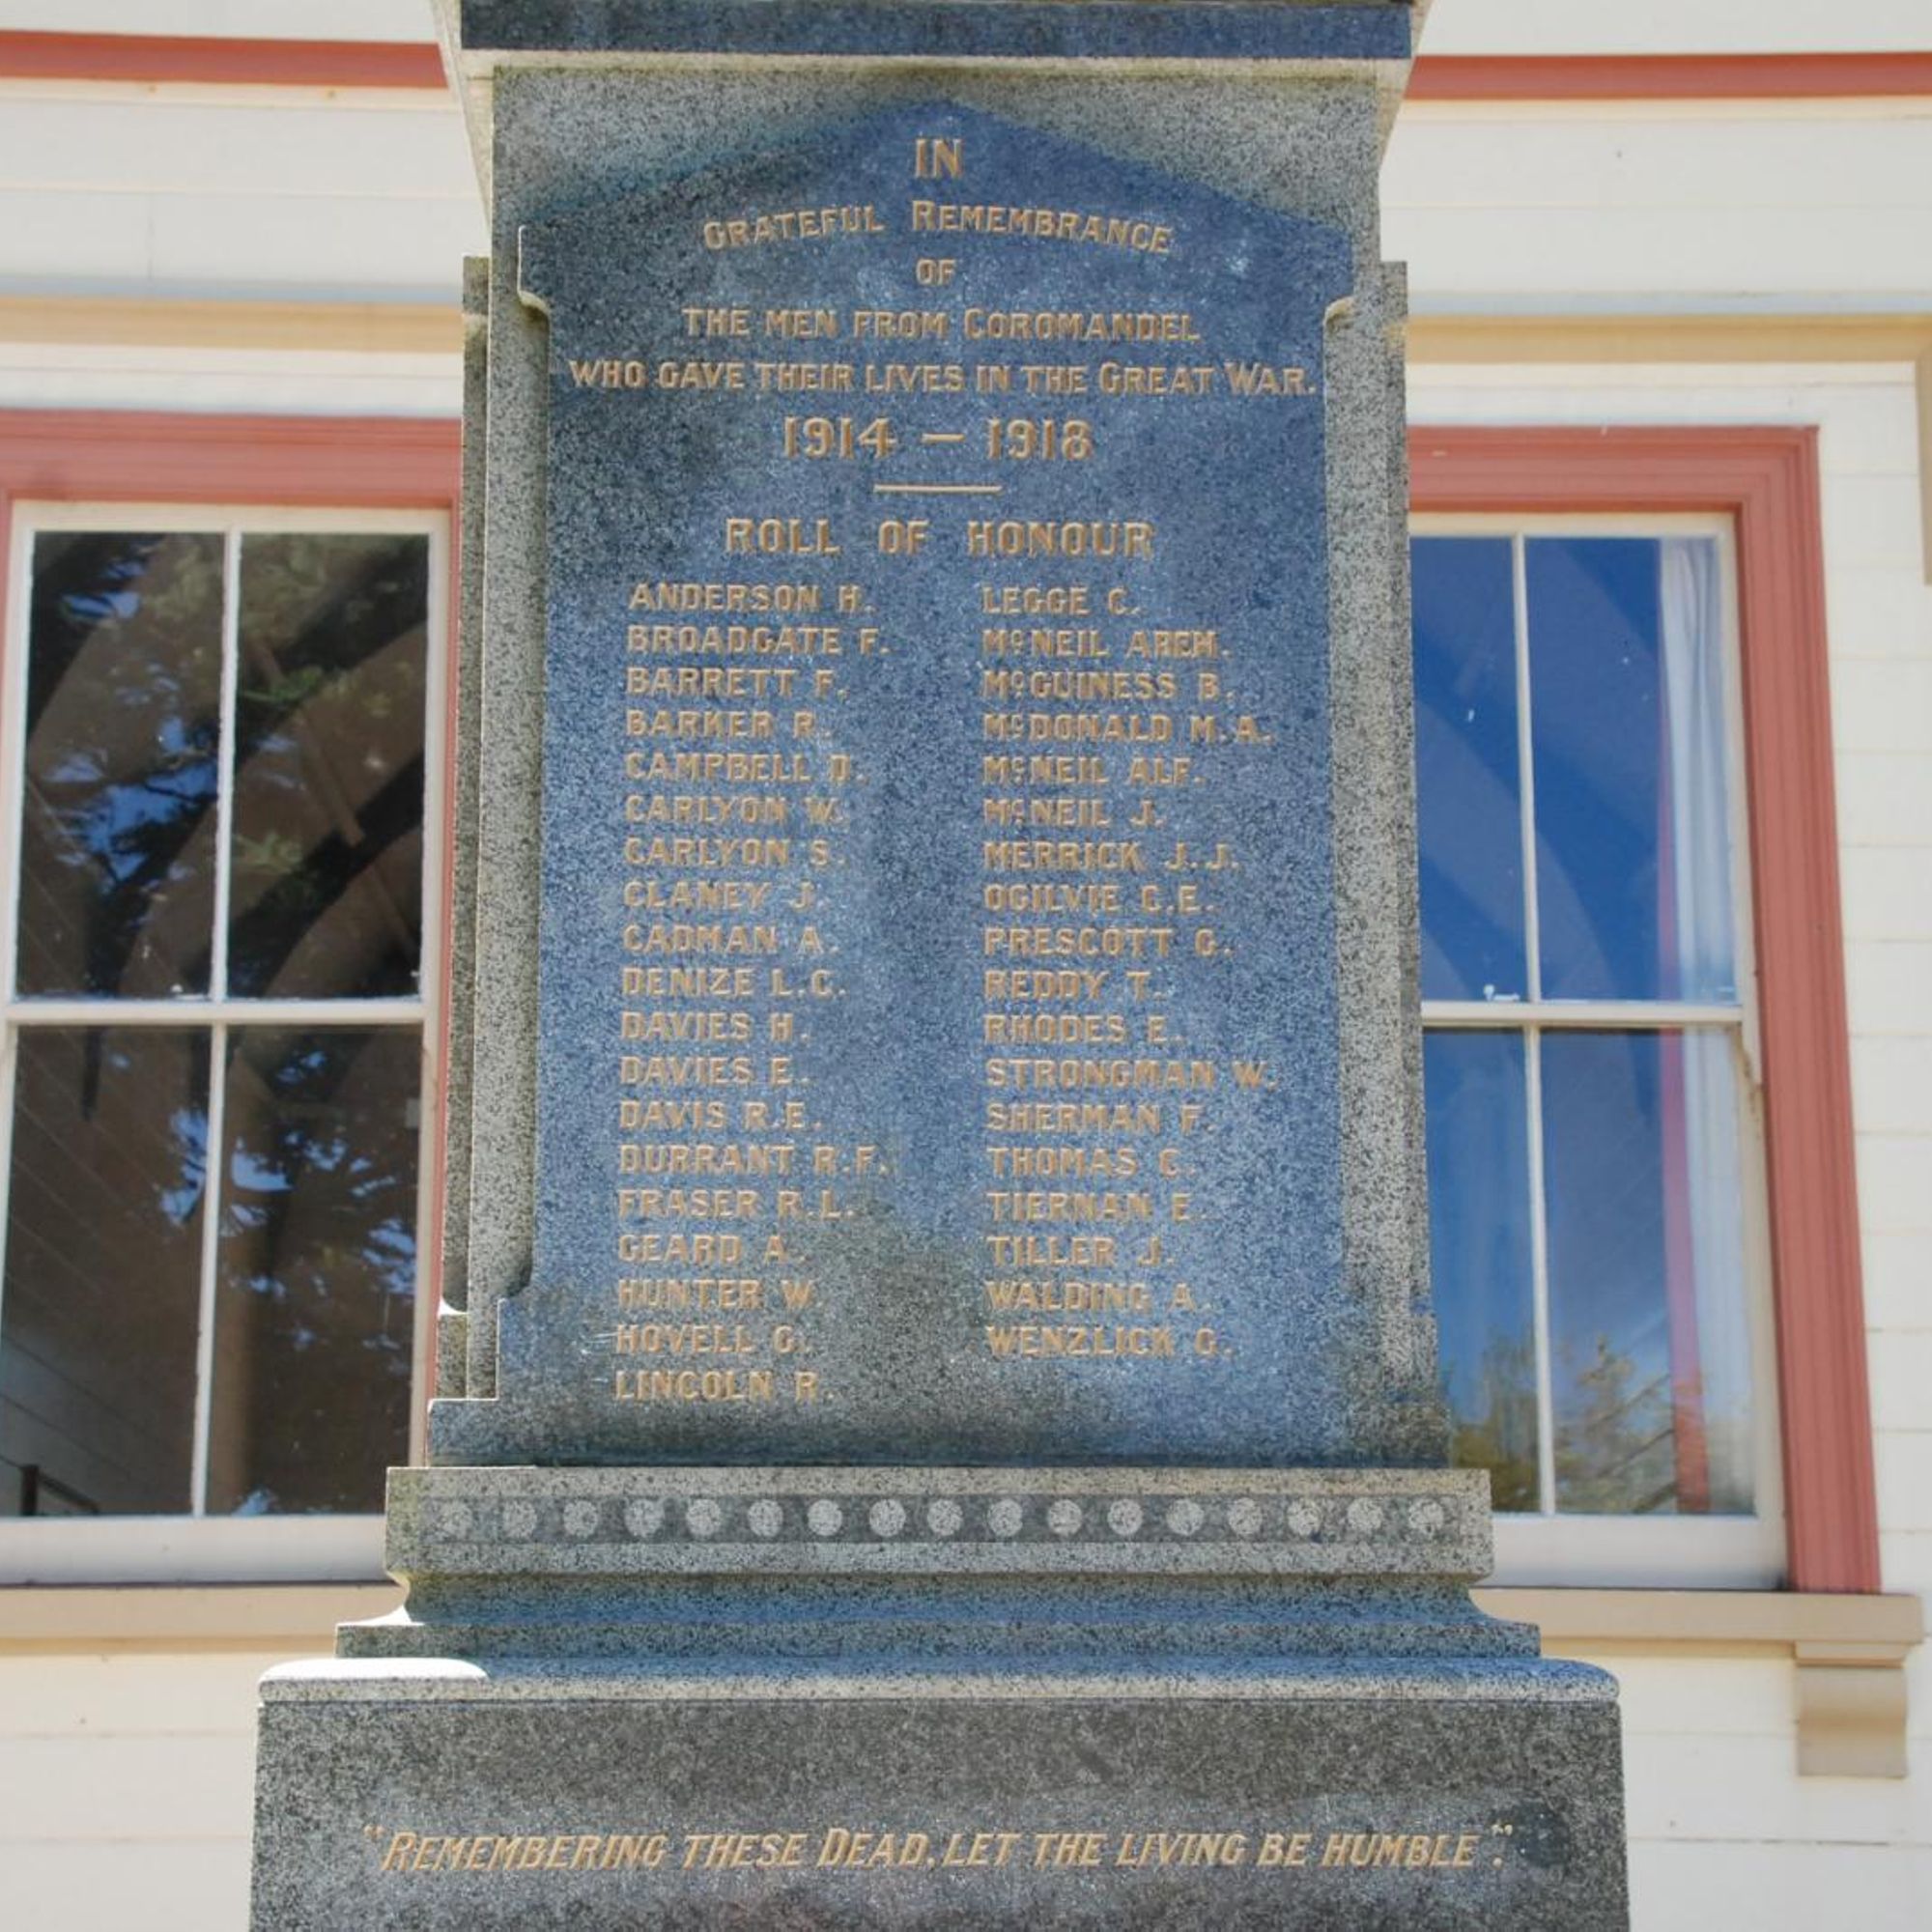 IN
GRATEFUL REMEMBRANCE
OF
THE MEN FROM COROMANDEL
WHO GAVE THEIR LIVES IN THE GREAT WAR.
1914 — 1918
ROLL OF HONOUR
ANDERSON H.
BROADGATE F.
BARRETT F.
BARKER R.
CAMPBELL D.
CARLYON W.
CARLYON S.
CLANEY J.
CADMAN A.
DENIZE L.C.
DAVIES H.
DAVIES E.
DAVIS R.E.
DURRANT R.F.
FRASER R.L.
GEARD A.
HUNTER W.
HOVELL G.
LINCOLN R.
LEGGE C.
McNEIL
McGUINESS B.
McDONALD M.A.
McNEIL ALF.
McNEIL J.
MERRICK J.J.
OGILVIE C.E.
PRESCOTT G.
REDDY T.
RHODES E.
STRONGMAN W.
SHERMAN F.
THOMAS C.
TIERNAN E.
TILLER J.
WALDING A.
WENZLICK G.
"REMEMBERING THESE DEAD, LET THE LIVING BE HUMBLE".